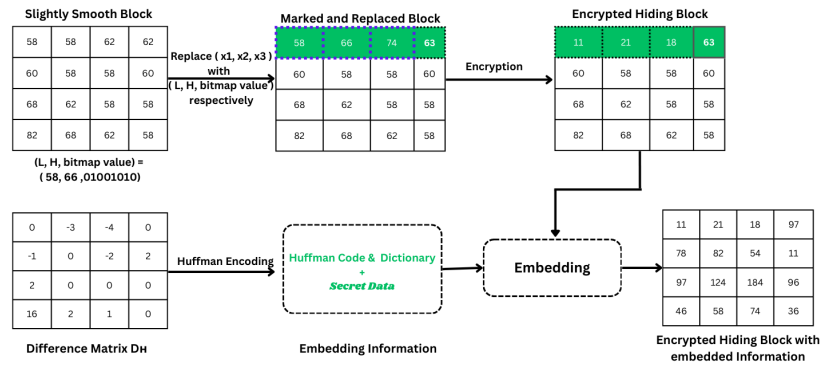 Slightly Smooth Block
58 58 62 62
60 58 58 60
68 62 58 58
82 68 62 58
(L, H, bitmap value) =
( 58, 66 ,01001010)
Replace ( x1, x2, x3 )
with
( L, H, bitmap value )
respectively
Marked and Replaced Block
58 66 74 63
60 58 58 60
68 62 58 58
82 68 62 58
Encryption
Encrypted Hiding Block
11 21 18 63
60 58 58 60
68 62 58 58
82 68 62 58
0 -3 -4 0
-1 0 -2 2
2 0 0 0
16 2 1 0
Difference Matrix Dʜ
Huffman Encoding
Huffman Code & Dictionary
+
Secret Data
Embedding Information
Embedding
11 21 18 97
78 82 54 11
97 124 184 96
46 58 74 36
Encrypted Hiding Block with
embedded Information